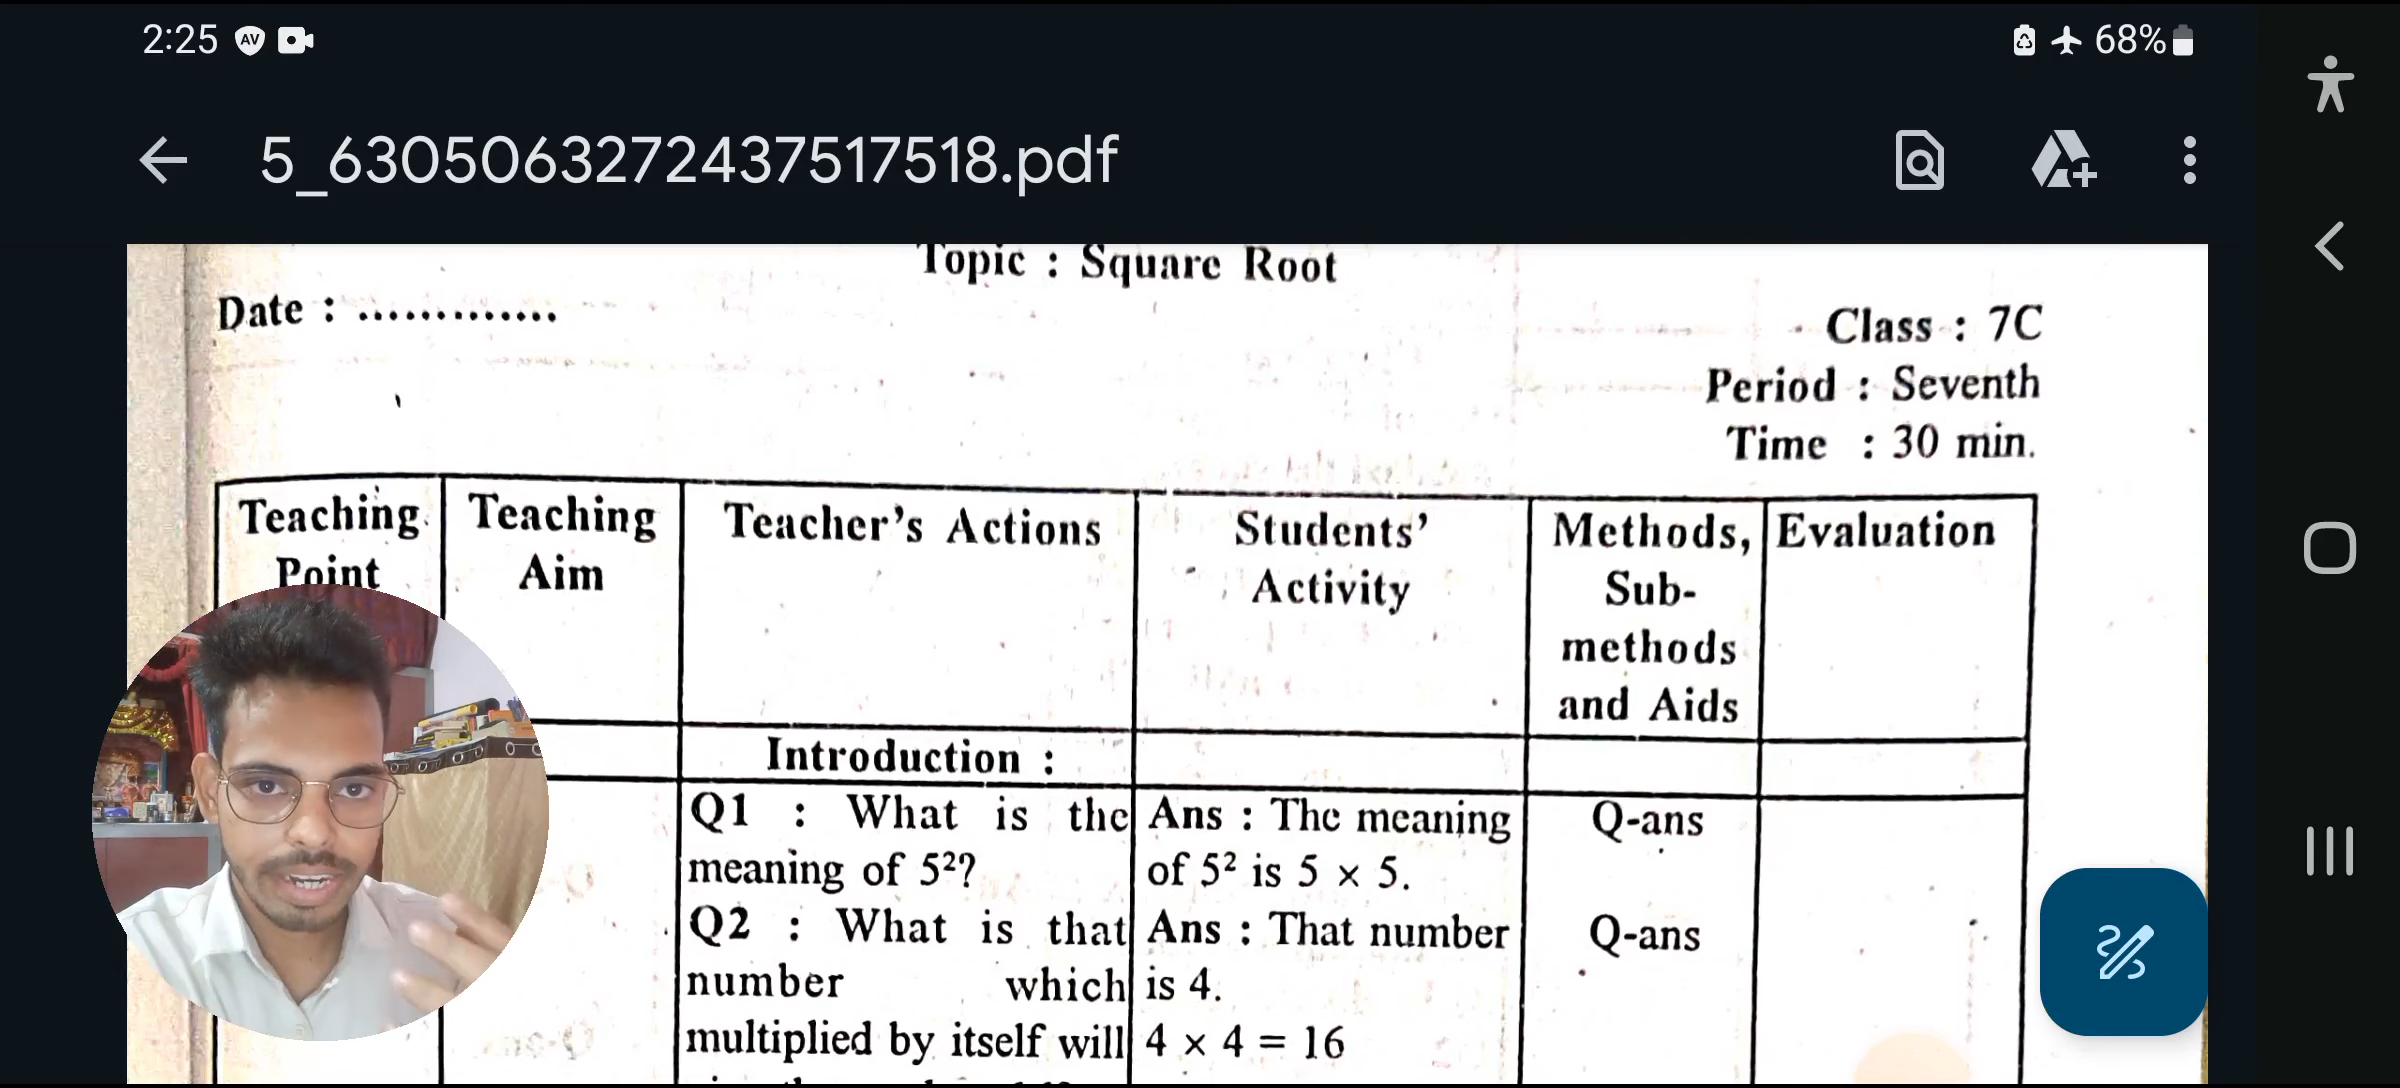 2:25 AV 68%
5_6305063272437517518.pdf
Topic : Square Root
Date : .............
Class : 7C
Period : Seventh
Time : 30 min.
Teaching Point
Teaching Aim
Teacher's Actions
Students' Activity
Methods, Sub-methods and Aids
Evaluation
Introduction :
Q1 : What is the
meaning of 5²?
Ans : The meaning
of 5² is 5 × 5.
Q-ans
Q2 : What is that
number which
multiplied by itself will
Ans : That number
is 4.
4 × 4 = 16
Q-ans